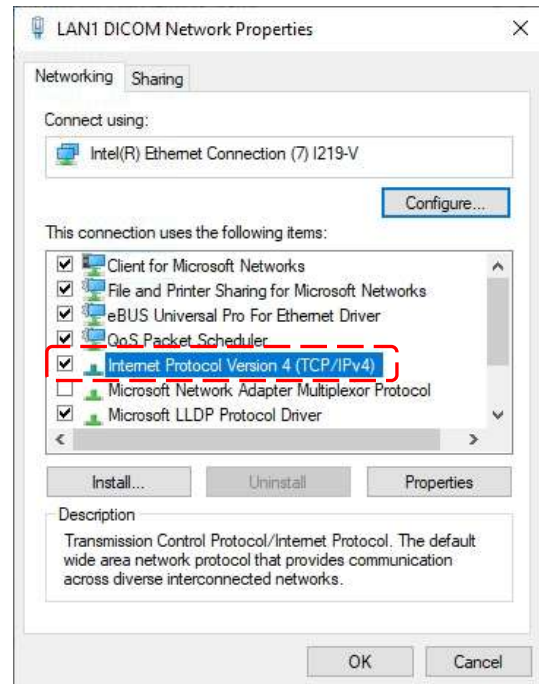 LAN1 DICOM Network Properties
Networking Sharing
Connect using:
Intel(R) Ethernet Connection (7) I219-V
Configure...
This connection uses the following items:
Client for Microsoft Networks
File and Printer Sharing for Microsoft Networks
eBUS Universal Pro For Ethernet Driver
QoS Packet Scheduler
Internet Protocol Version 4 (TCP/IPv4)
Microsoft Network Adapter Multiplexor Protocol
Microsoft LLDP Protocol Driver
Install... Uninstall Properties
Description
Transmission Control Protocol/Internet Protocol. The default
wide area network protocol that provides communication
across diverse interconnected networks.
OK Cancel